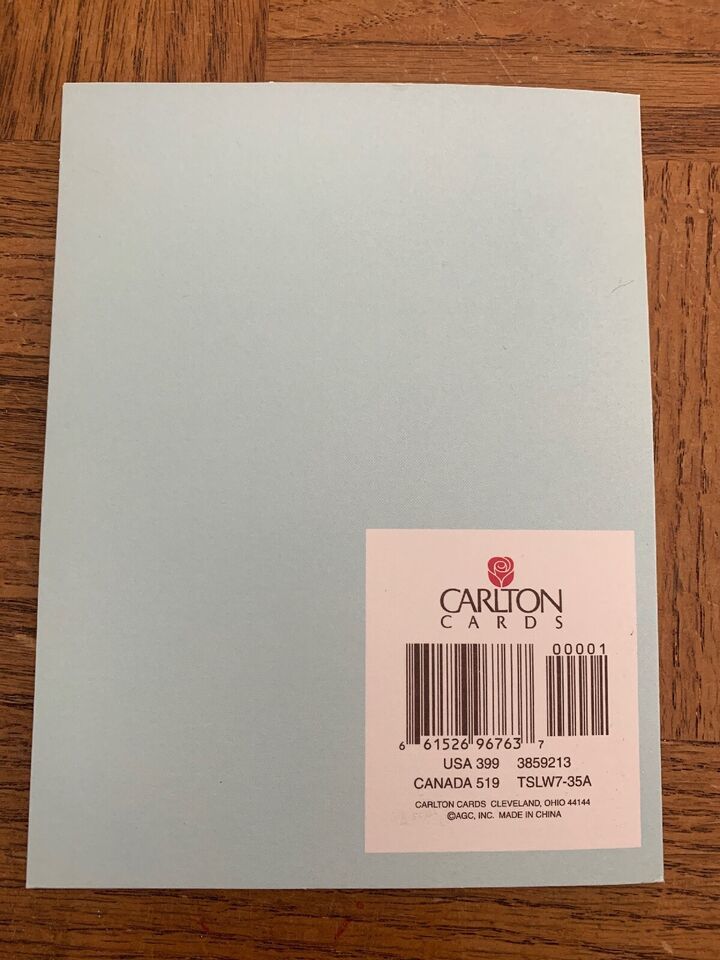 CARLTON
CARDS
00001
6 61526 96763 7
USA 399 3859213
CANADA 519 TSLW7-35A
CARLTON CARDS CLEVELAND, OHIO 44144
©AGC, INC. MADE IN CHINA